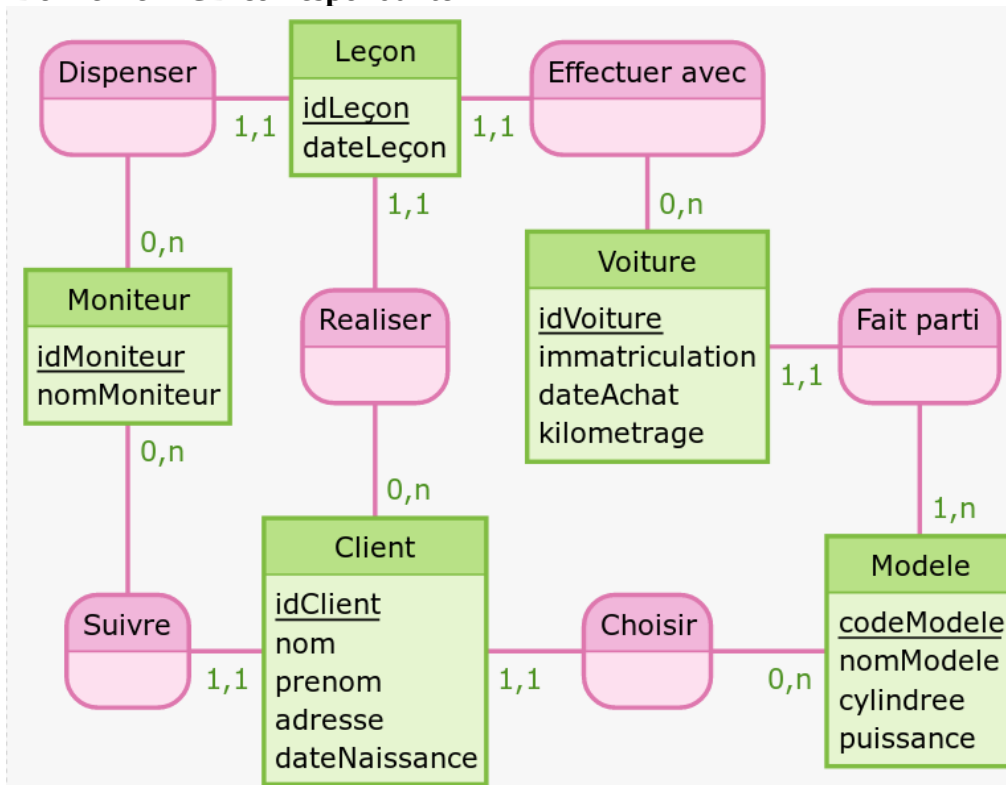 Dispenser
Leçon
idLeçon
dateLeçon
Effectuer avec
1,1
1,1
1,1
0,n
0,n
Moniteur
idMoniteur
nomMoniteur
Realiser
Voiture
idVoiture
immatriculation
dateAchat
kilometrage
Fait parti
1,1
0,n
0,n
1,n
Suivre
Client
idClient
nom
prenom
adresse
dateNaissance
Choisir
Modele
codeModele
nomModele
cylindree
puissance
1,1
1,1
0,n